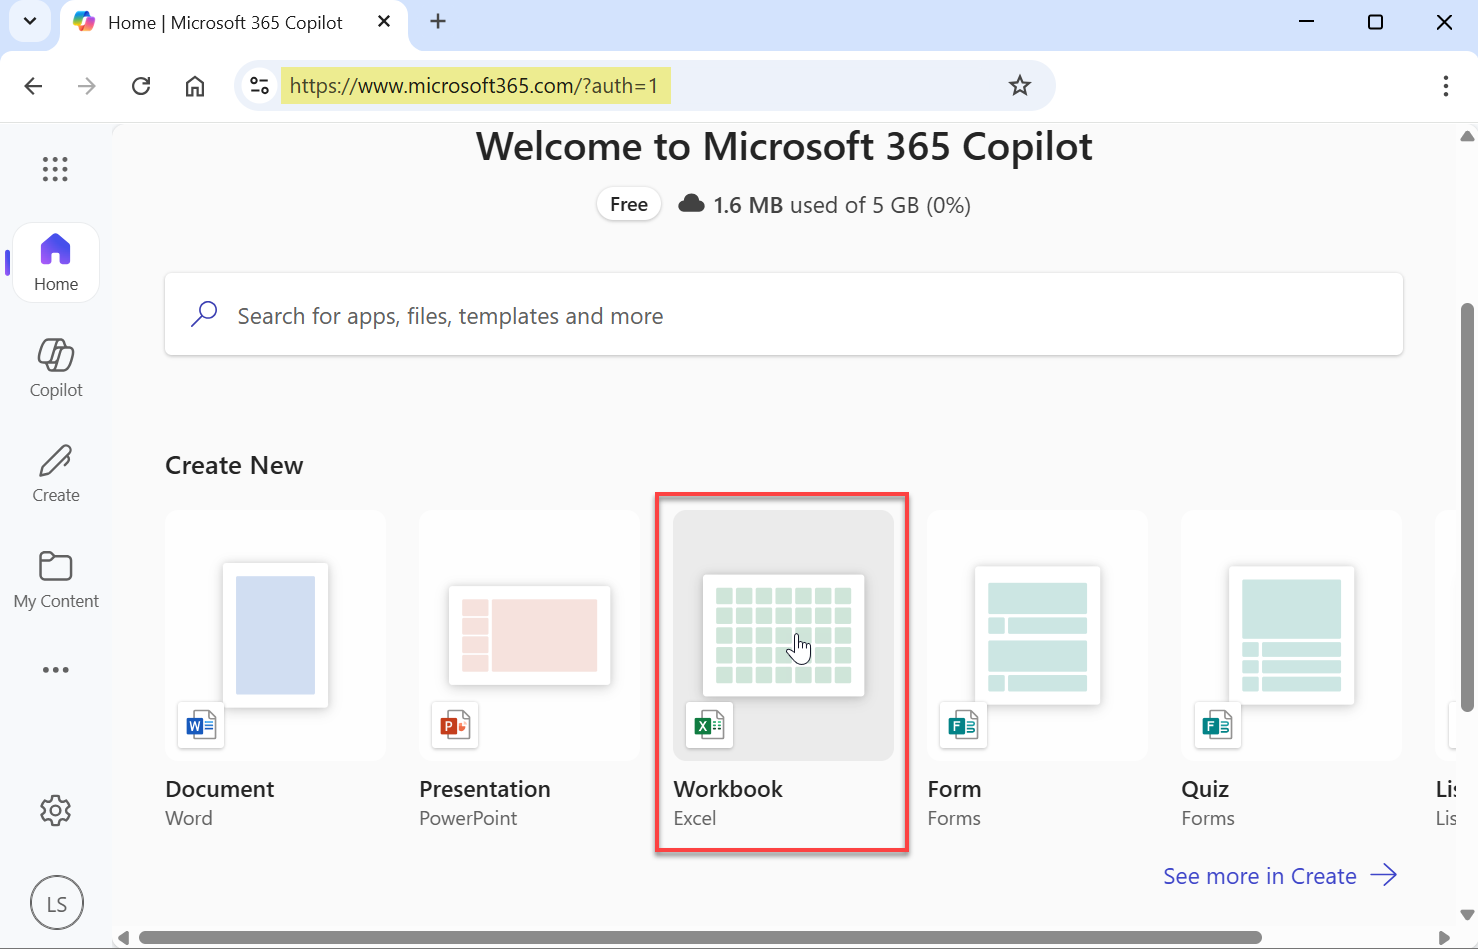 Home | Microsoft 365 Copilot
https://www.microsoft365.com/?auth=1
Welcome to Microsoft 365 Copilot
Free 1.6 MB used of 5 GB (0%)
Home
Search for apps, files, templates and more
Copilot
Create
My Content
LS
Create New
W
P
X
F
F
Document
Word
Presentation
PowerPoint
Workbook
Excel
Form
Forms
Quiz
Forms
Lis
Lis
See more in Create